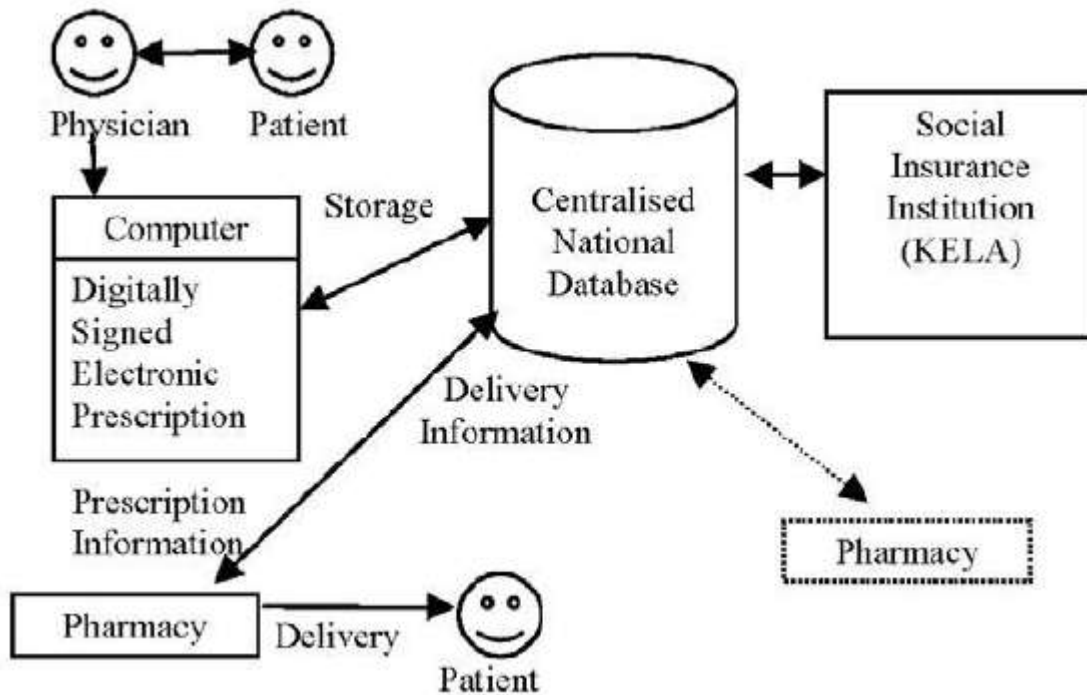 Physician
Patient
Computer
Digitally
Signed
Electronic
Prescription
Storage
Centralised
National
Database
Social
Insurance
Institution
(KELA)
Delivery
Information
Prescription
Information
Pharmacy
Pharmacy
Delivery
Patient